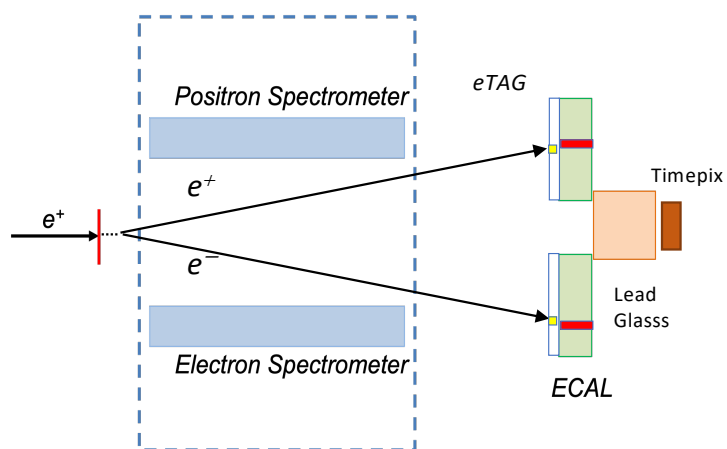 eTAG
Positron Spectrometer
Timepix
e⁺
e⁺
e⁻
Lead
Glasss
Electron Spectrometer
ECAL